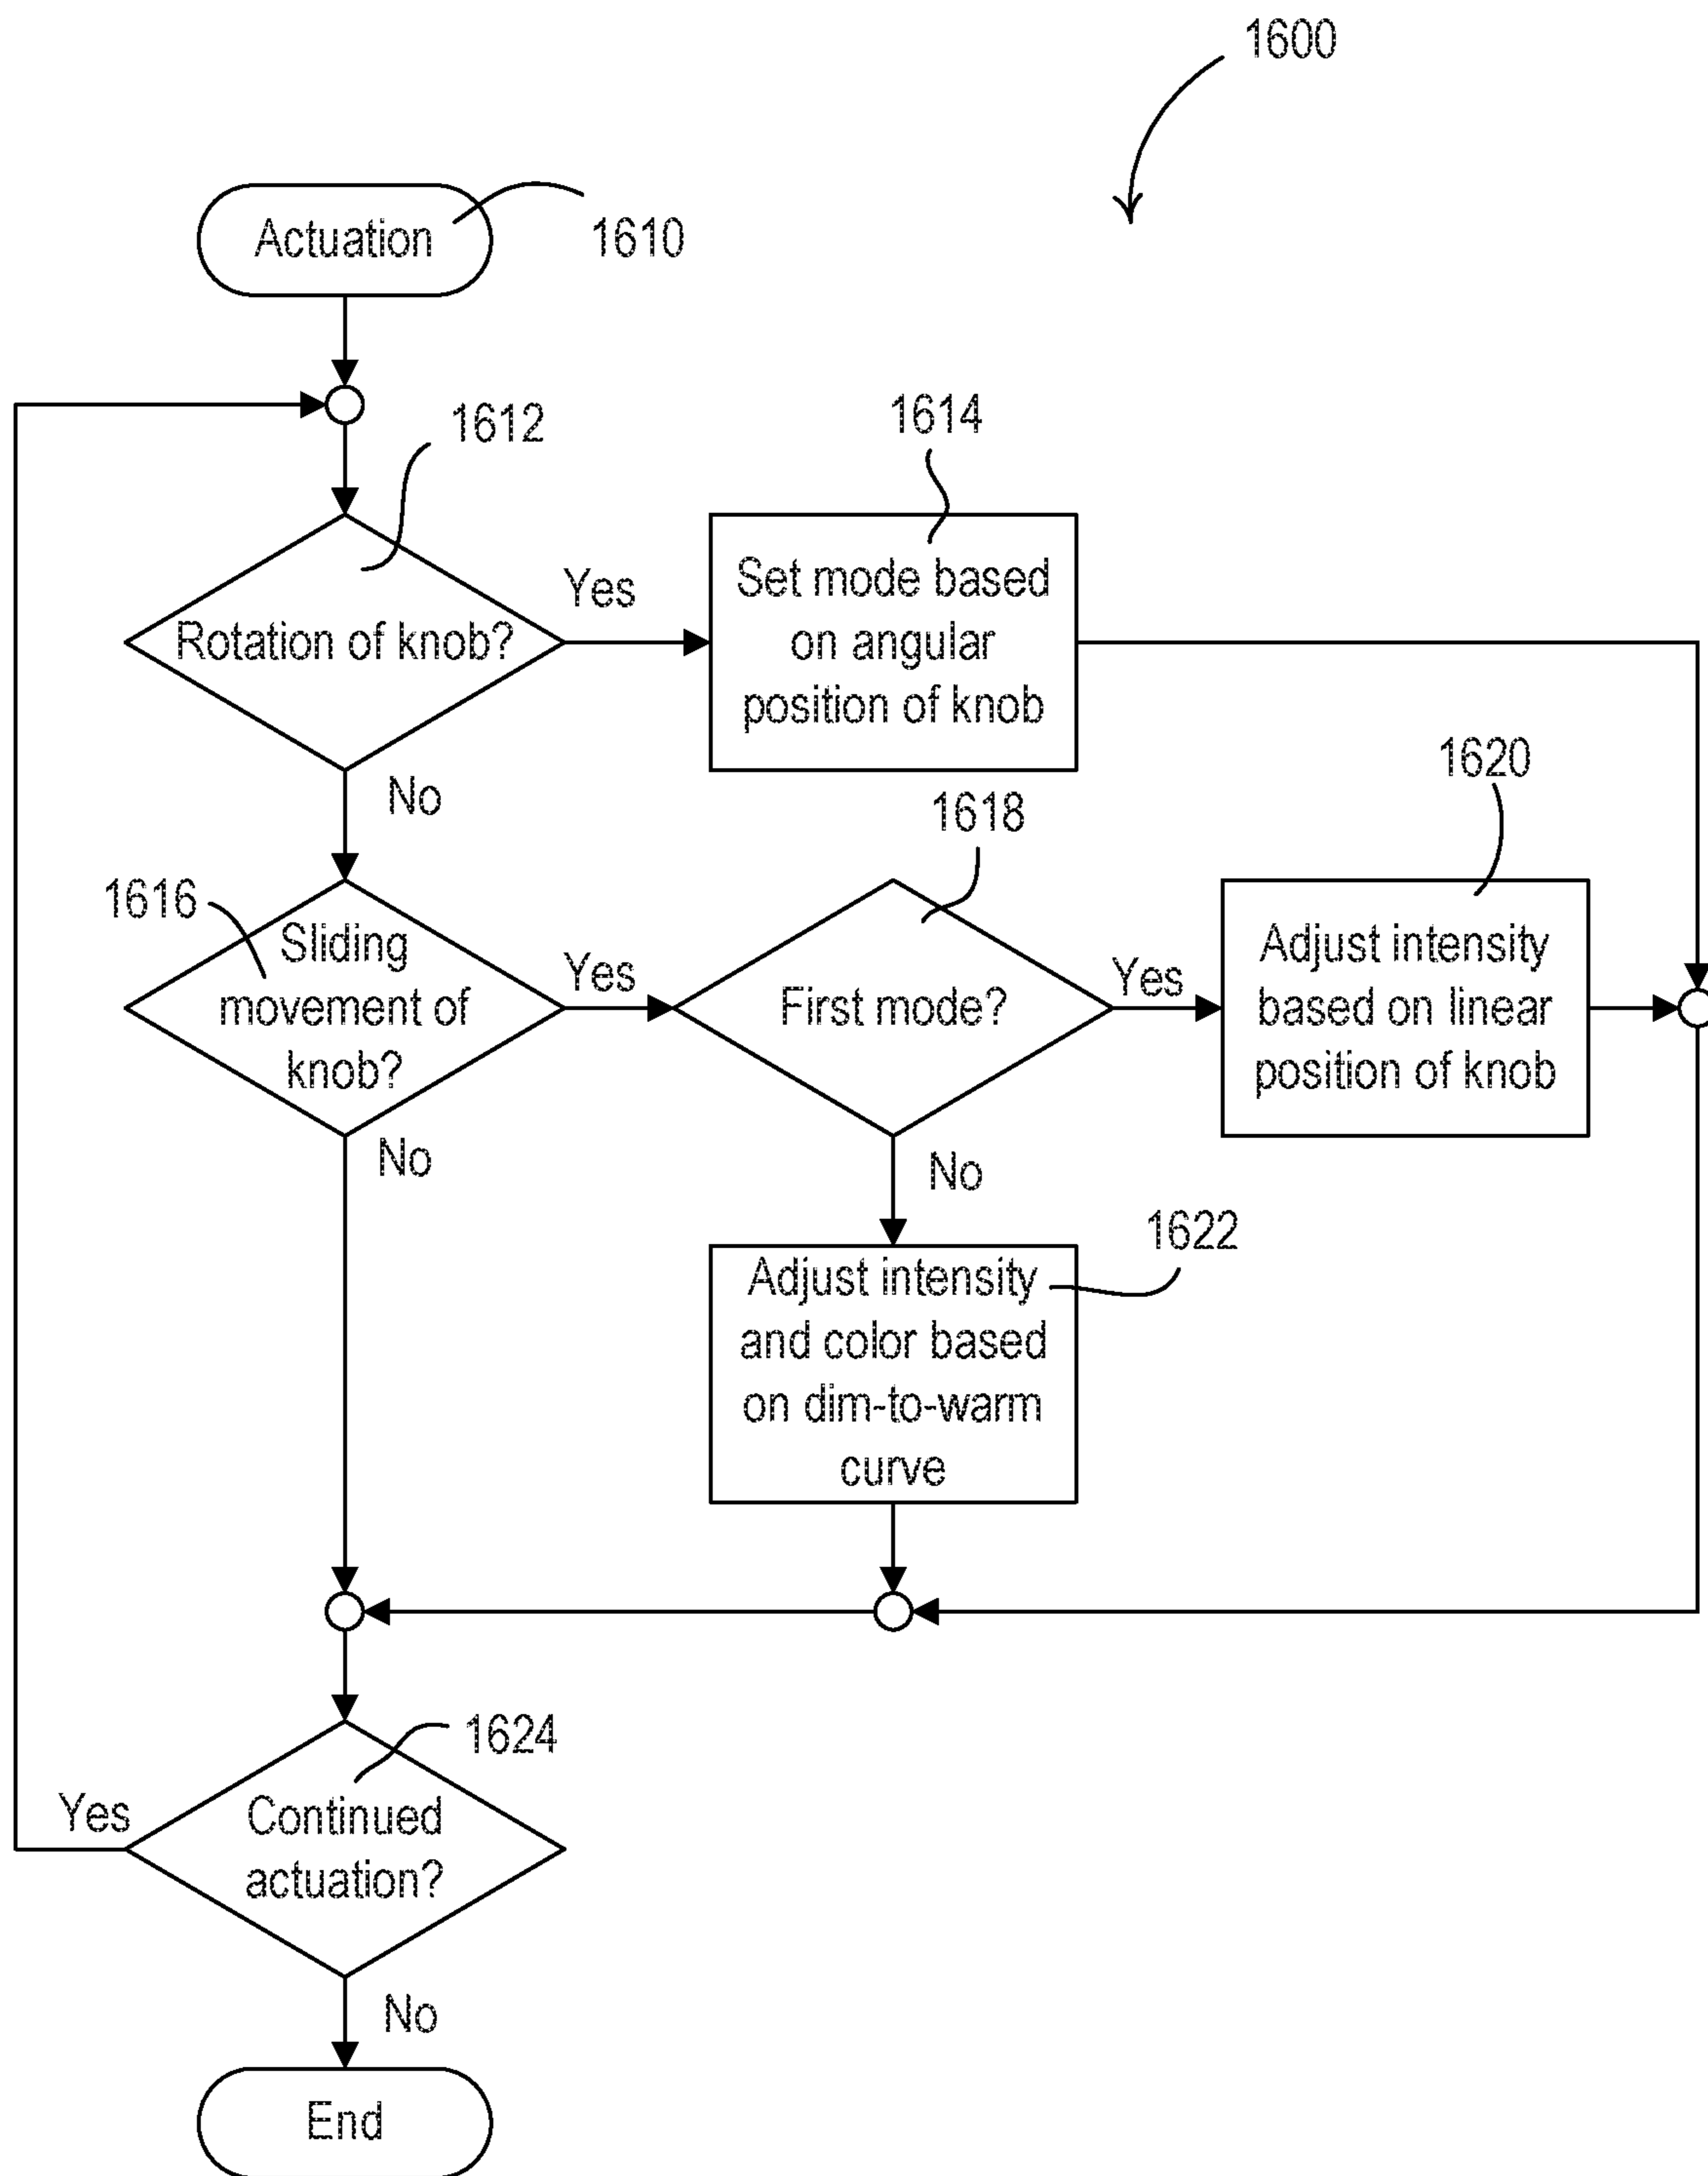 1600
Actuation
1610
1612
1614
Rotation of knob?
Yes
Set mode based
on angular
position of knob
No
1616
Sliding
movement of
knob?
Yes
1618
First mode?
Yes
1620
Adjust intensity
based on linear
position of knob
No
No
1622
Adjust intensity
and color based
on dim-to-warm
curve
1624
Continued
actuation?
Yes
No
End